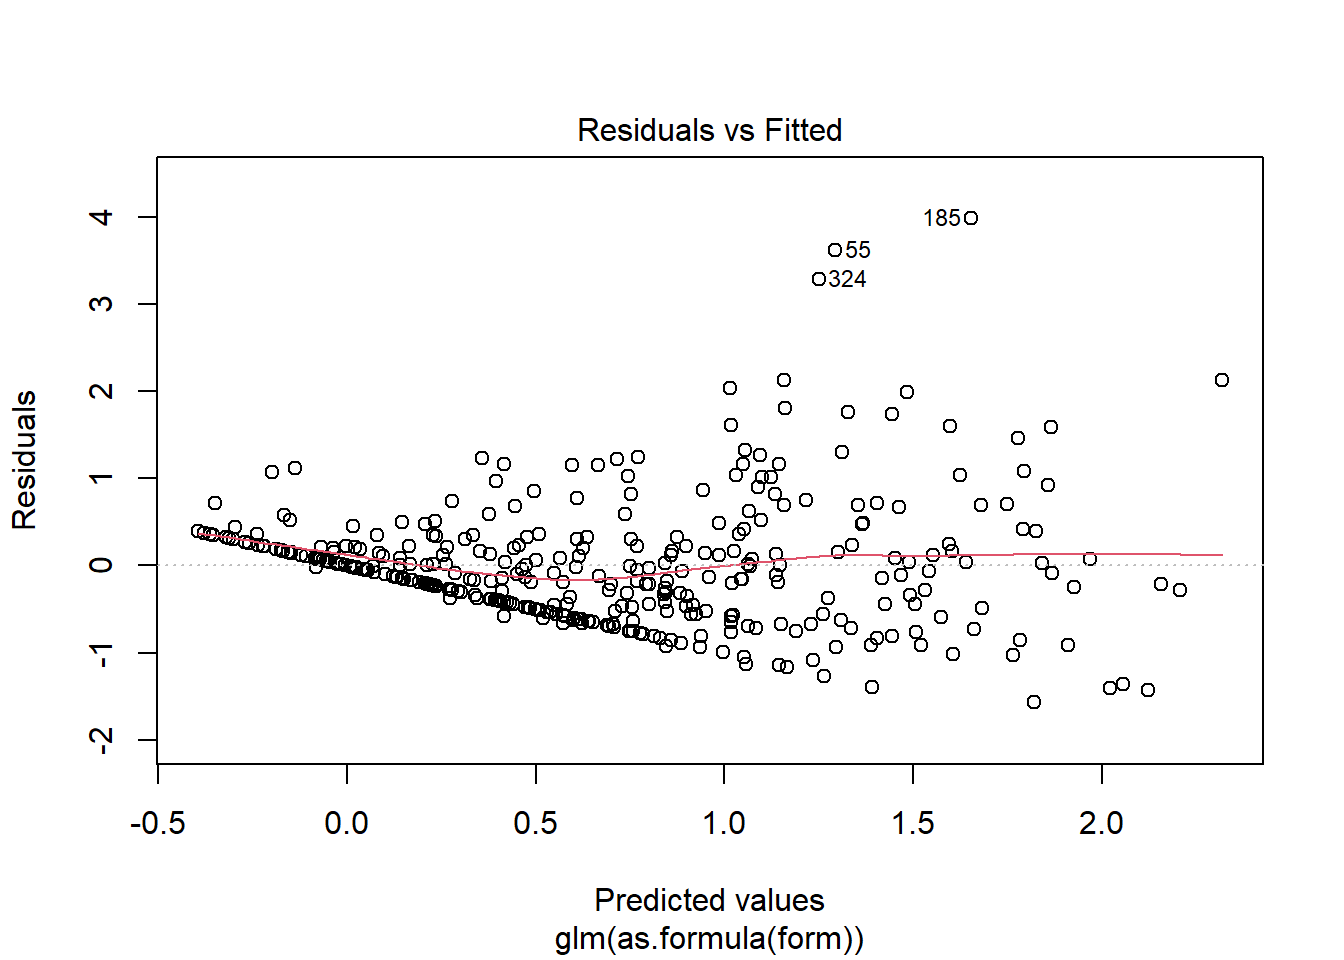 Residuals vs Fitted
Residuals
4
3
2
1
0
-1
-2
185
55
324
-0.5 0.0 0.5 1.0 1.5 2.0
Predicted values
glm(as.formula(form))